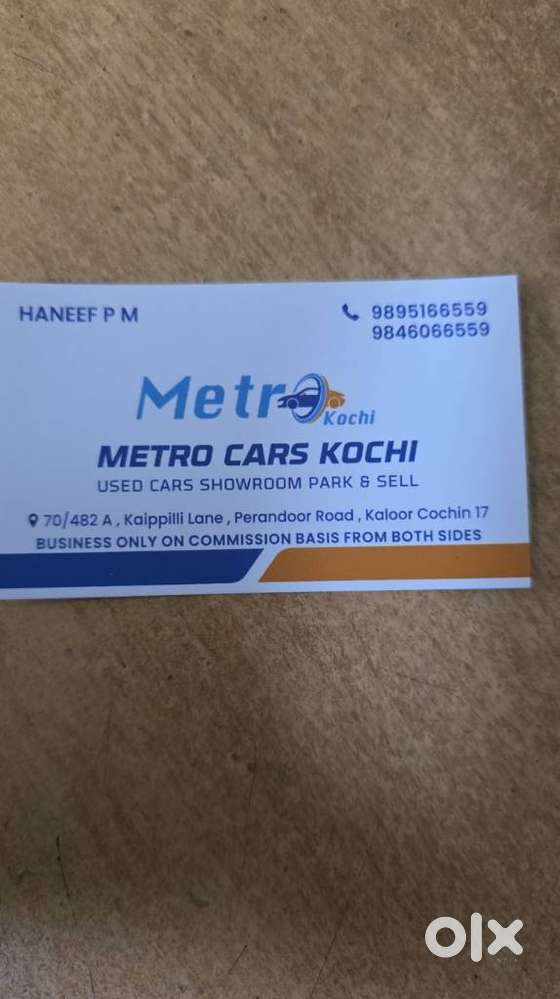 HANEEF P M
9895166559
9846066559
Metro
Kochi
METRO CARS KOCHI
USED CARS SHOWROOM PARK & SELL
70/482 A , Kaippilli Lane , Perandoor Road , Kaloor Cochin 17
BUSINESS ONLY ON COMMISSION BASIS FROM BOTH SIDES
olx